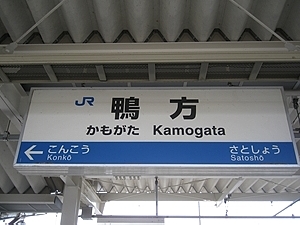 JR 鴨方
かもがた Kamogata
← こんこう さとしょう
Konkō Satoshō